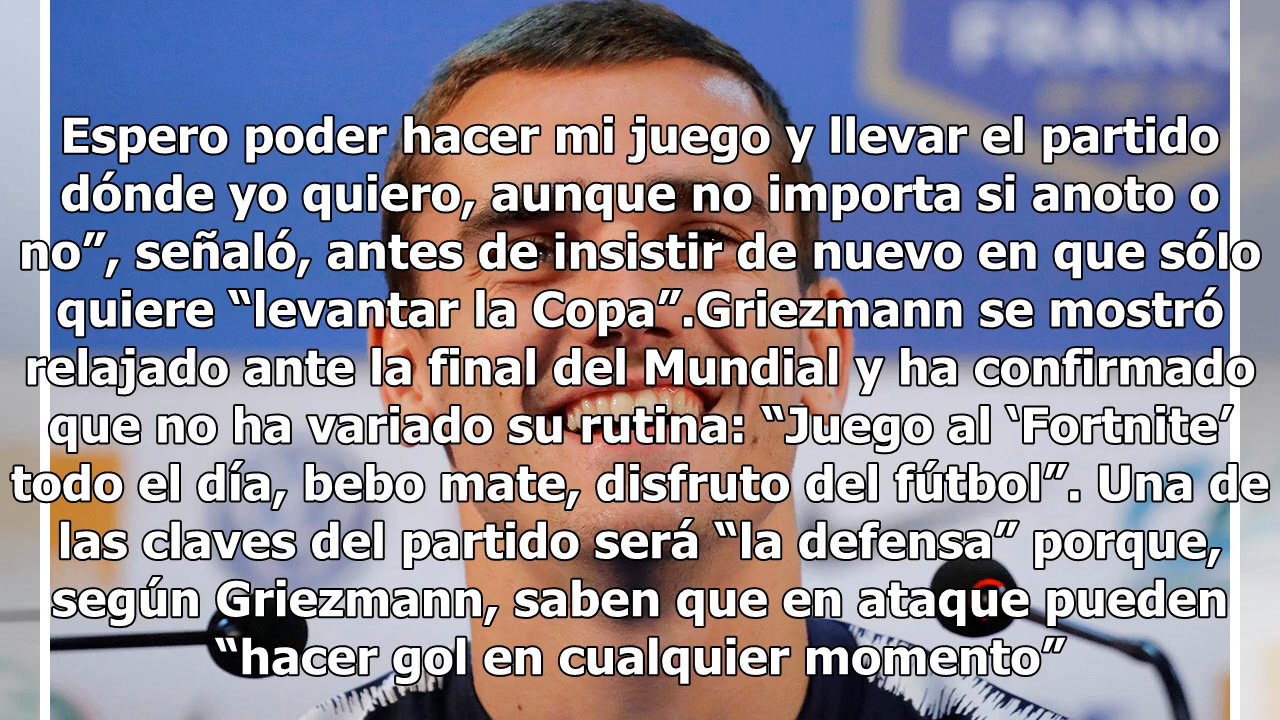 FRANC
Espero poder hacer mi juego y llevar el partido
dónde yo quiero, aunque no importa si anoto o
no”, señaló, antes de insistir de nuevo en que sólo
quiere “levantar la Copa”.Griezmann se mostró
relajado ante la final del Mundial y ha confirmado
que no ha variado su rutina: “Juego al ‘Fortnite’
todo el día, bebo mate, disfruto del fútbol”. Una de
las claves del partido será “la defensa” porque,
según Griezmann, saben que en ataque pueden
“hacer gol en cualquier momento”